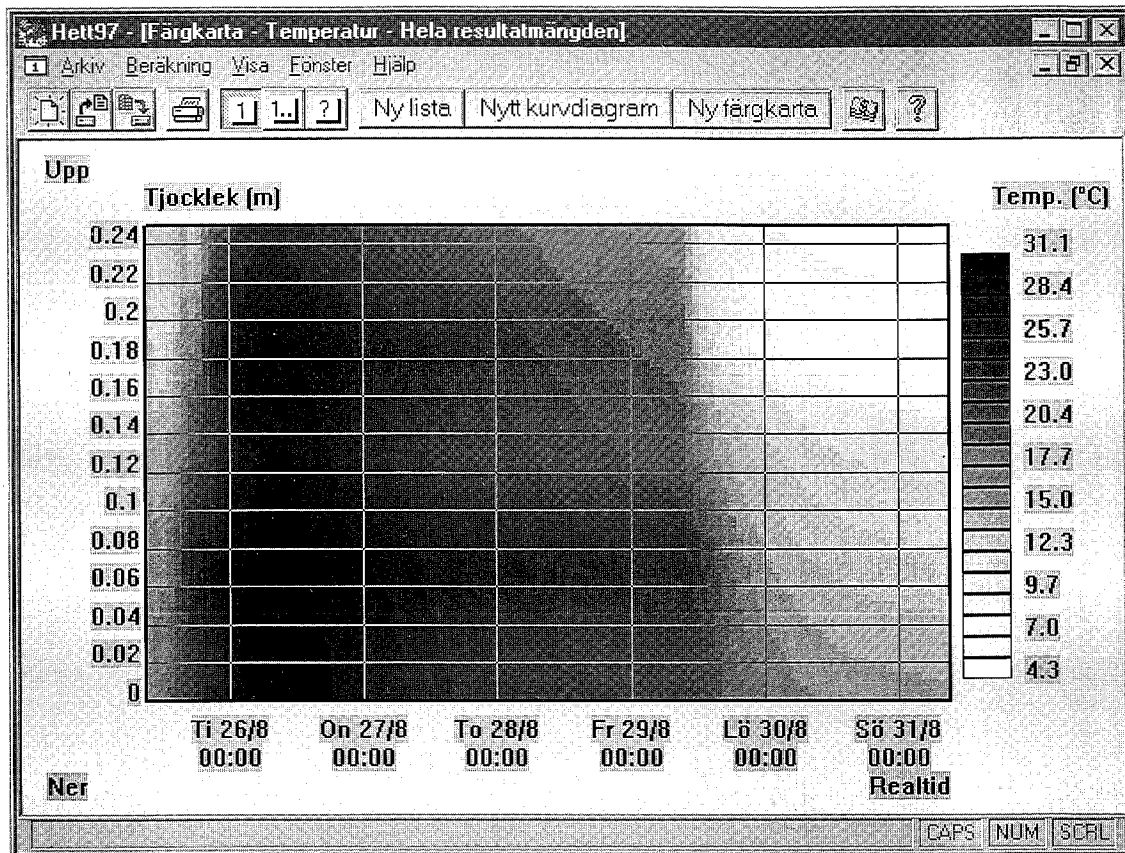 Hett97 - [Färgkarta - Temperatur - Hela resultatmängden]
Arkiv Beräkning Visa Fönster Hjälp
1 1.. ? Ny lista Nytt kurvdiagram Ny färgkarta ?
Upp
Tjocklek (m)
Temp. (°C)
0.24
0.22
0.2
0.18
0.16
0.14
0.12
0.1
0.08
0.06
0.04
0.02
0
31.1
28.4
25.7
23.0
20.4
17.7
15.0
12.3
9.7
7.0
4.3
Ti 26/8 On 27/8 To 28/8 Fr 29/8 Lö 30/8 Sö 31/8
00:00 00:00 00:00 00:00 00:00 00:00
Ner
Realtid
CAPS NUM SCRL